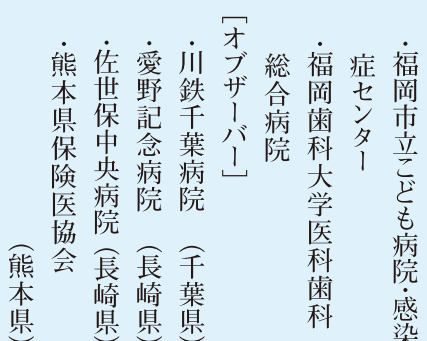 ・福岡市立こども病院・感染
症センター
・福岡歯科大学医科歯科
総合病院
［オブザーバー］
・川鉄千葉病院（千葉県）
・愛野記念病院（長崎県）
・佐世保中央病院（長崎県）
・熊本県保険医協会
（熊本県）